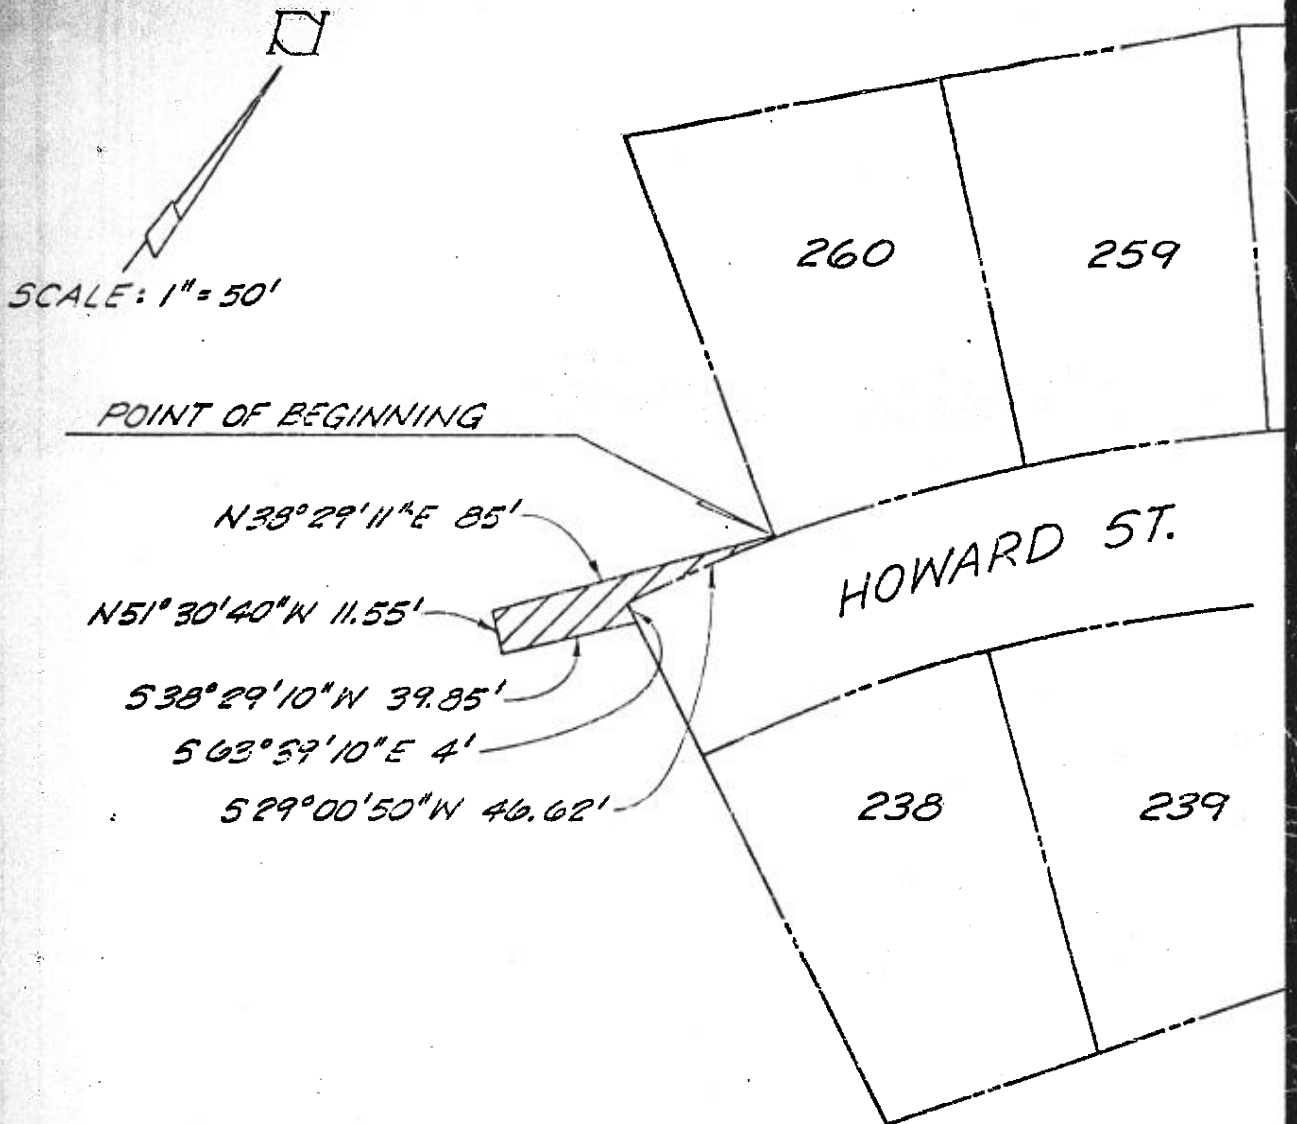 N
SCALE: 1"=50'
260
259
POINT OF BEGINNING
N38°29'11"E 85'
HOWARD ST.
N51°30'40"W 11.55'
S38°29'10"W 39.85'
S63°59'10"E 4'
S29°00'50"W 46.62'
238
239